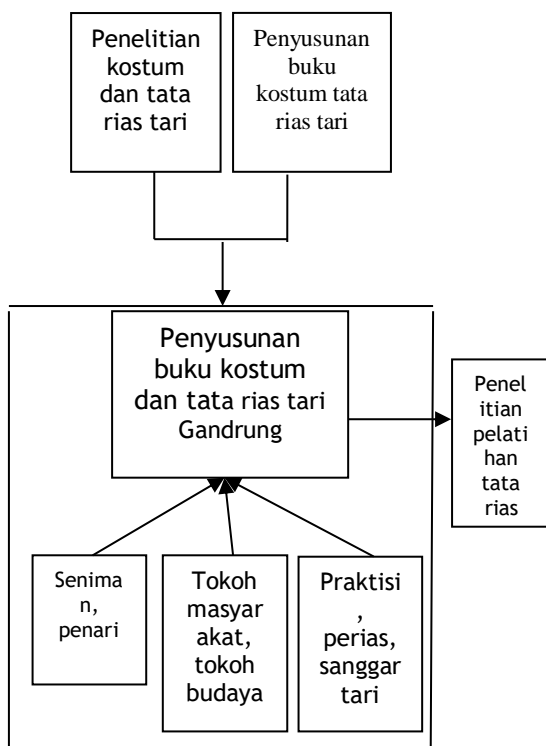 Penelitian
kostum
dan tata
rias tari
Penyusunan
buku
kostum tata
rias tari
Penyusunan
buku kostum
dan tata rias tari
Gandrung
Penel
itian
pelati
han
tata
rias
Senima
n,
penari
Tokoh
masyar
akat,
tokoh
budaya
Praktisi
,
perias,
sanggar
tari